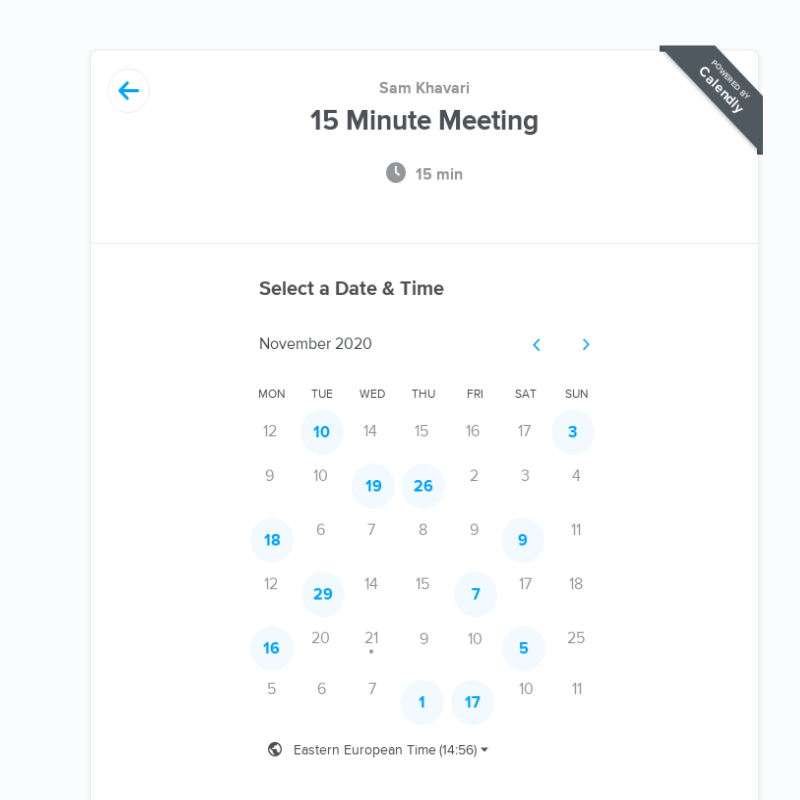 Sam Khavari
15 Minute Meeting
POWERED BY
Calendly
15 min
Select a Date & Time
November 2020
MON TUE WED THU FRI SAT SUN
12 10 14 15 16 17 3
9 10 19 26 2 3 4
18 6 7 8 9 9 11
12 29 14 15 7 17 18
16 20 21 9 10 5 25
5 6 7 1 17 10 11
Eastern European Time (14:56)